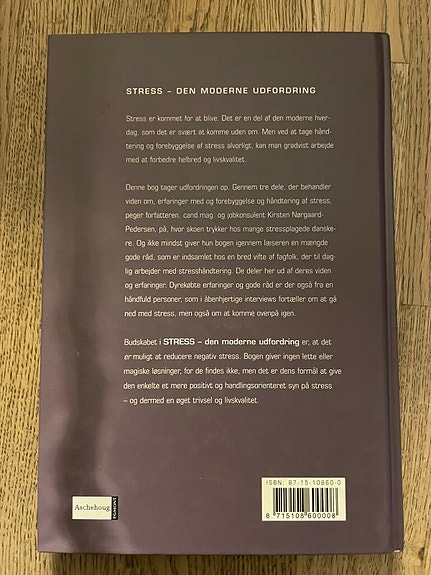 STRESS – DEN MODERNE UDFORDRING
Stress er kommet for at blive. Det er en del af den moderne hver-
dag, som det er svært at komme uden om. Men ved at tage hånd-
tering og forebyggelse af stress alvorligt, kan man gradvist arbejde
med at forbedre helbred og livskvalitet.
Denne bog tager udfordringen op. Gennem tre dele, der behandler
viden om, erfaringer med og forebyggelse og håndtering af stress,
peger forfatteren, cand.mag. og jobkonsulent Kirsten Nørgaard-
Pedersen, på, hvor skoen trykker hos mange stressplagede danske-
re. Og ikke mindst giver hun bogen igennem læseren en mængde
gode råd, som er indsamlet hos en bred vifte af fagfolk, der til dag-
lig arbejder med stresshåndtering. De deler her ud af deres viden
og erfaringer. Dyrekøbte erfaringer og gode råd er der også fra en
håndfuld personer, som i åbenhjertige interviews fortæller om at gå
ned med stress, men også om at komme ovenpå igen.
Budskabet i STRESS – den moderne udfordring er, at det
er muligt at reducere negativ stress. Bogen giver ingen lette eller
magiske løsninger, for de findes ikke, men det er dens formål at give
den enkelte et mere positivt og handlingsorienteret syn på stress
– og dermed en øget trivsel og livskvalitet.
Aschehoug
EGMONT
ISBN: 87-15-10860-0
8 715108 600008